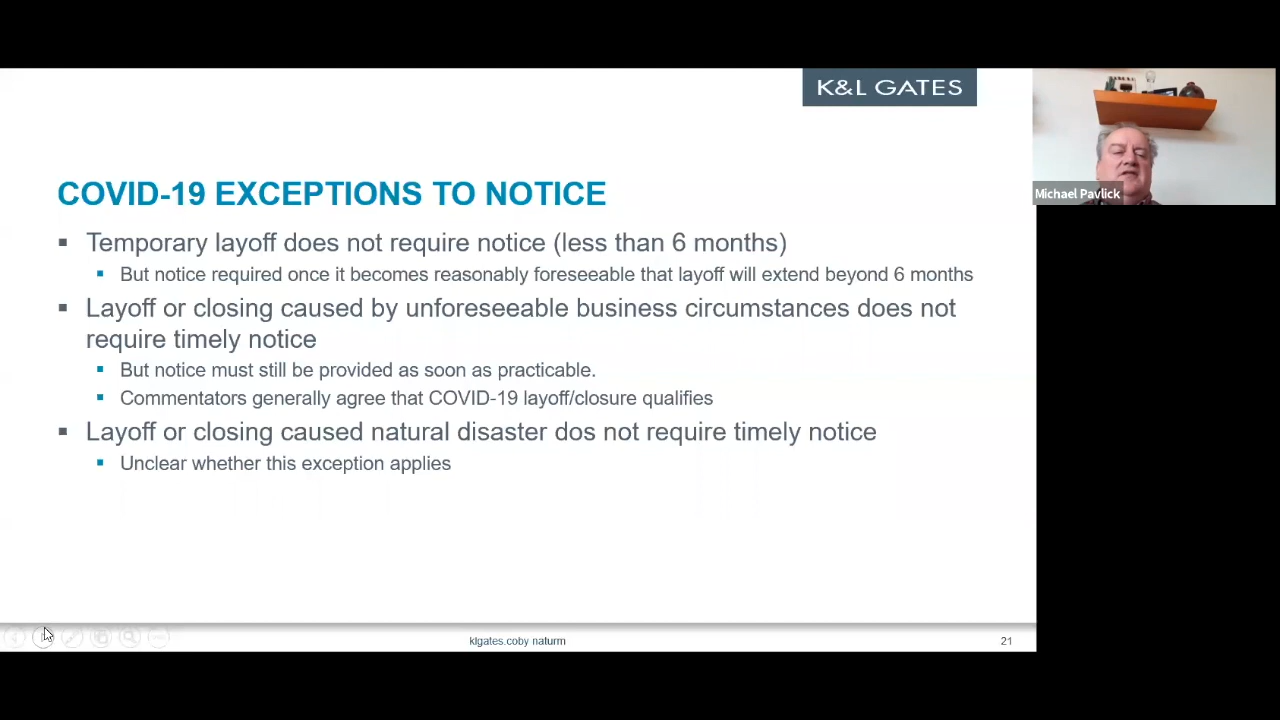 K&L GATES
Michael Pavlick
COVID-19 EXCEPTIONS TO NOTICE
Temporary layoff does not require notice (less than 6 months)
But notice required once it becomes reasonably foreseeable that layoff will extend beyond 6 months
Layoff or closing caused by unforeseeable business circumstances does not
require timely notice
But notice must still be provided as soon as practicable.
Commentators generally agree that COVID-19 layoff/closure qualifies
Layoff or closing caused natural disaster dos not require timely notice
Unclear whether this exception applies
klgates.coby naturm
21